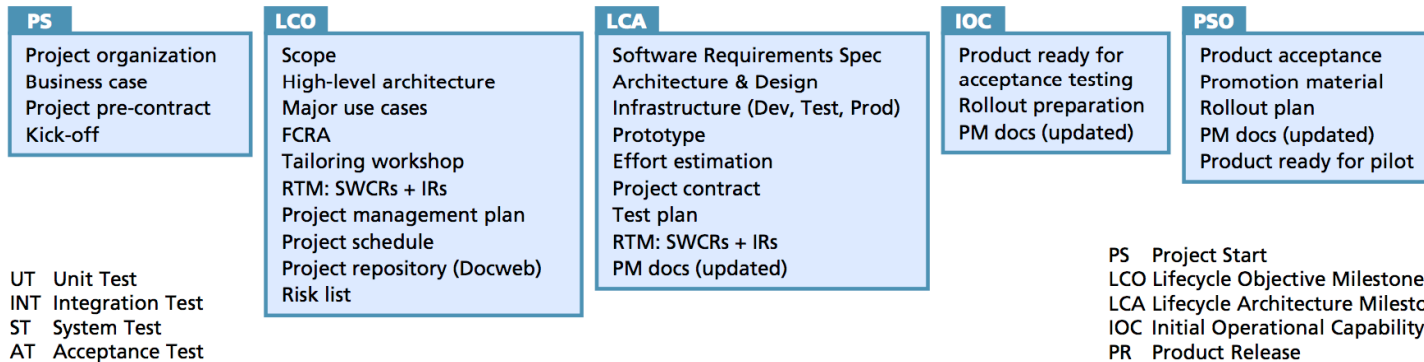 PS
Project organization
Business case
Project pre-contract
Kick-off
LCO
Scope
High-level architecture
Major use cases
FCRA
Tailoring workshop
RTM: SWCRs + IRs
Project management plan
Project schedule
Project repository (Docweb)
Risk list
LCA
Software Requirements Spec
Architecture & Design
Infrastructure (Dev, Test, Prod)
Prototype
Effort estimation
Project contract
Test plan
RTM: SWCRs + IRs
PM docs (updated)
IOC
Product ready for
acceptance testing
Rollout preparation
PM docs (updated)
PSO
Product acceptance
Promotion material
Rollout plan
PM docs (updated)
Product ready for pilot
UT Unit Test
INT Integration Test
ST System Test
AT Acceptance Test
PS Project Start
LCO Lifecycle Objective Milestone
LCA Lifecycle Architecture
IOC Initial Operational Capability
PR Product Release